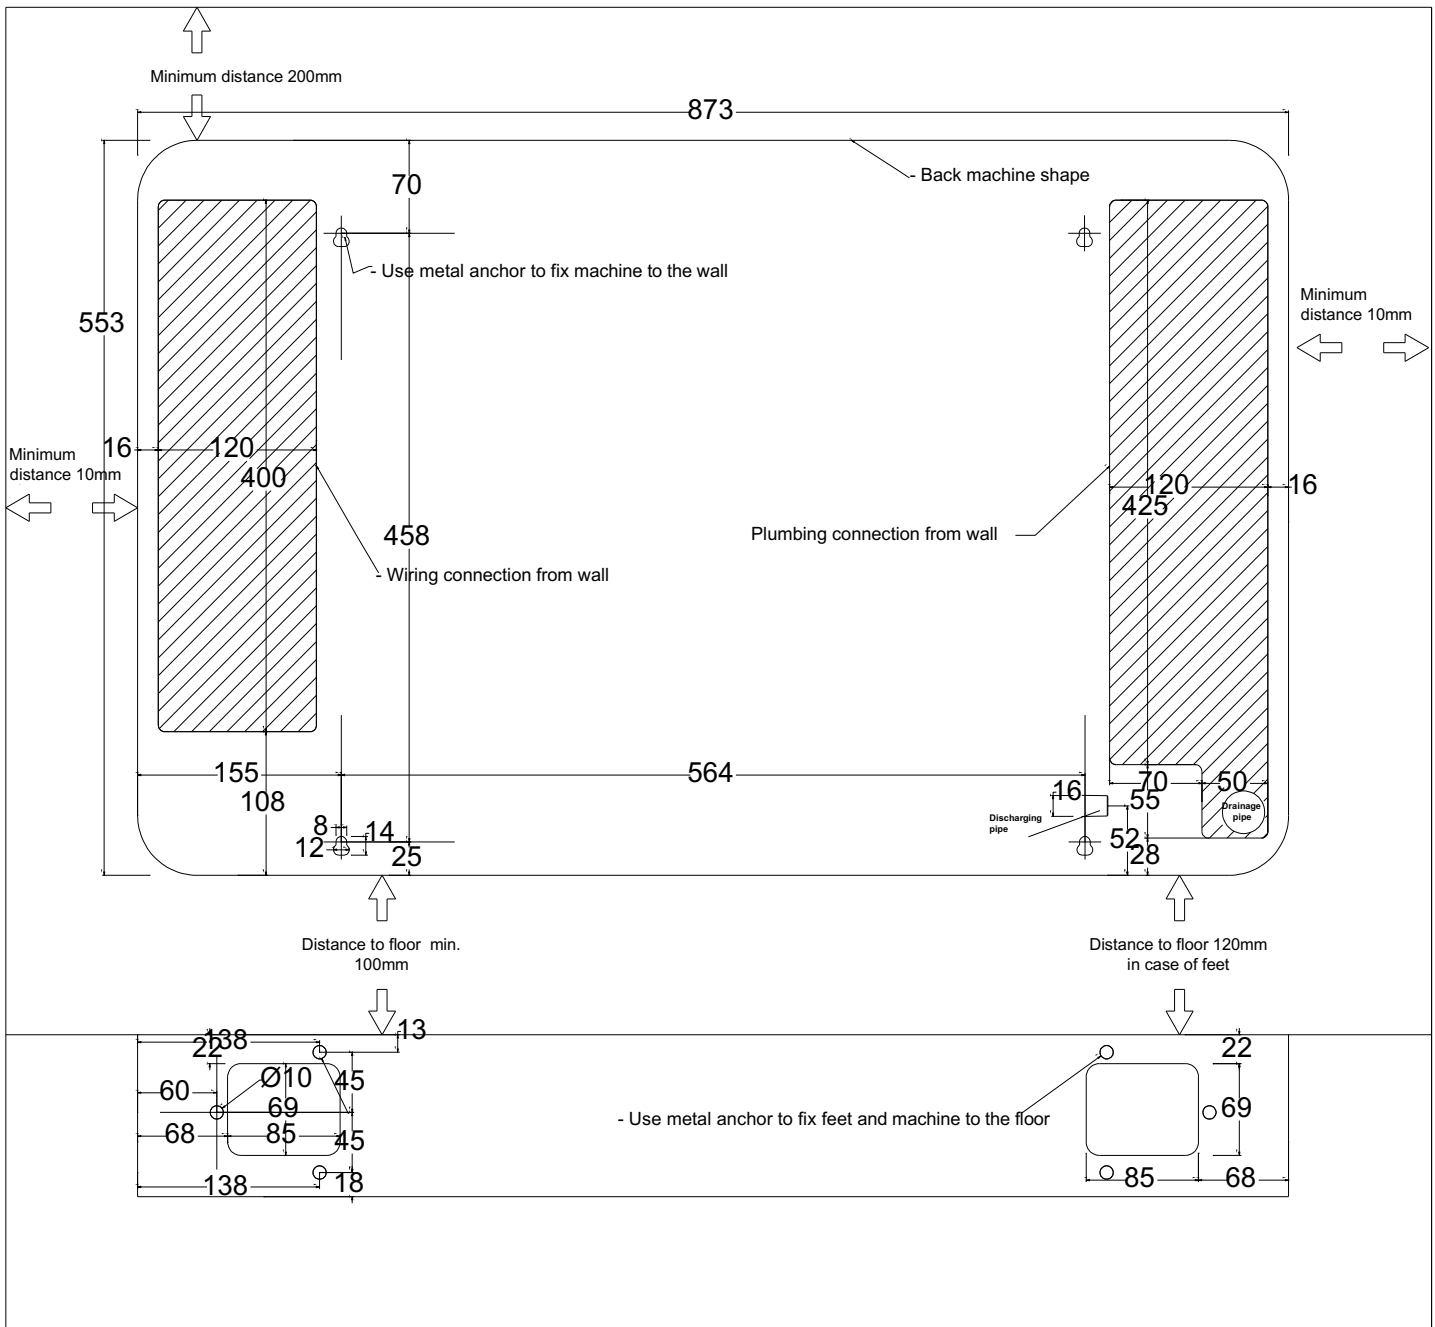 Minimum distance 200mm
873
70
- Back machine shape
- Use metal anchor to fix machine to the wall
Minimum
distance 10mm
553
16
120
400
Minimum
distance 10mm
458
120
16
425
Plumbing connection from wall
- Wiring connection from wall
155
564
108
70
50
16
55
Discharging
pipe
Drainage
pipe
8
14
12
25
52
28
Distance to floor min.
100mm
Distance to floor 120mm
in case of feet
138
13
22
22
60
Ø10
45
69
- Use metal anchor to fix feet and machine to the floor
69
68
85
45
138
18
85
68